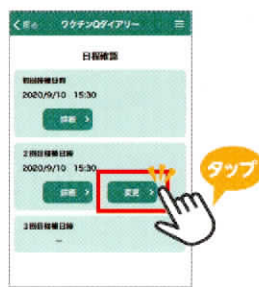 < 戻る ワクチンQダイアリー
日程確認
初回接種日時
2020/9/10 15:30
詳細 >
2回目接種日時
2020/9/10 15:30
詳細 > 変更 >
3回目接種日時
–
タップ